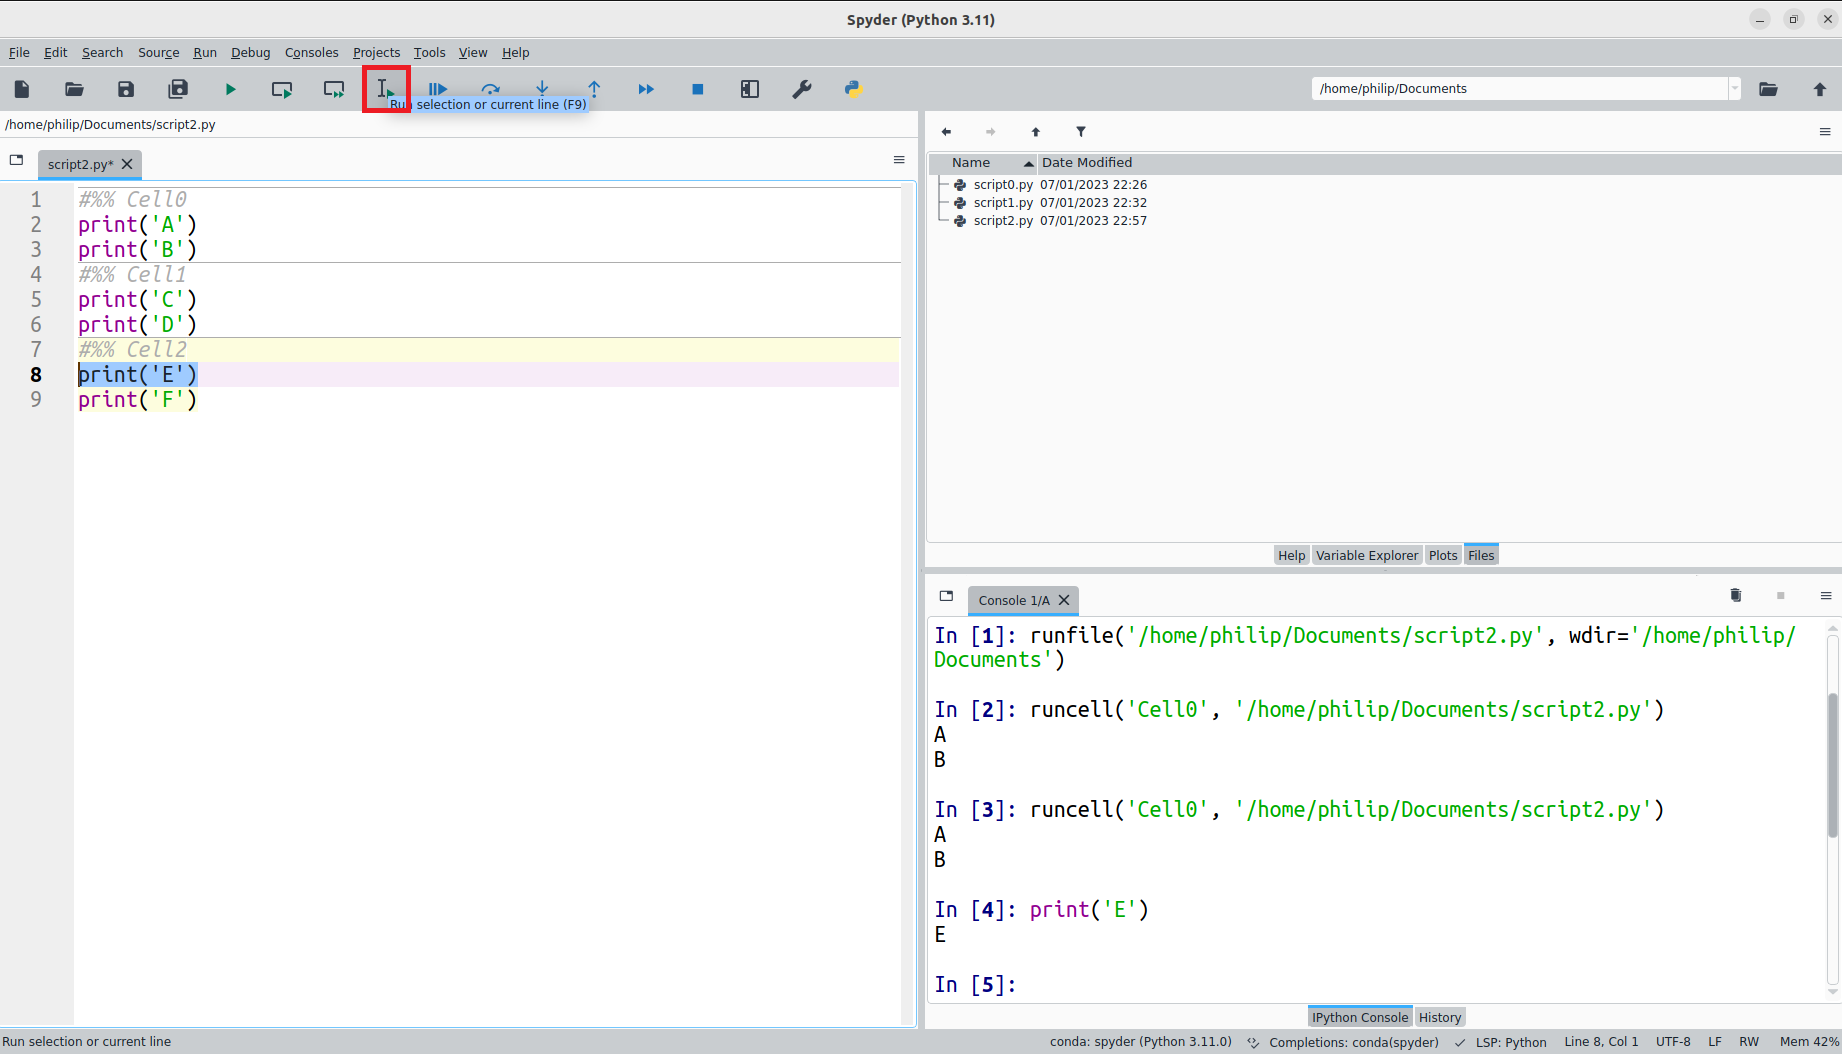 Spyder (Python 3.11)
File Edit Search Source Run Debug Consoles Projects Tools View Help
Run selection or current line (F9)
/home/philip/Documents
/home/philip/Documents/script2.py
script2.py*
1 #%% Cell0
2 print('A')
3 print('B')
4 #%% Cell1
5 print('C')
6 print('D')
7 #%% Cell2
8 print('E')
9 print('F')
Name Date Modified
script0.py 07/01/2023 22:26
script1.py 07/01/2023 22:32
script2.py 07/01/2023 22:57
Help Variable Explorer Plots Files
Console 1/A
In [1]: runfile('/home/philip/Documents/script2.py', wdir='/home/philip/
Documents')
In [2]: runcell('Cell0', '/home/philip/Documents/script2.py')
A
B
In [3]: runcell('Cell0', '/home/philip/Documents/script2.py')
A
B
In [4]: print('E')
E
In [5]:
IPython Console History
Run selection or current line
conda: spyder (Python 3.11.0) Completions: conda(spyder) LSP: Python Line 8, Col 1 UTF-8 LF RW Mem 42%